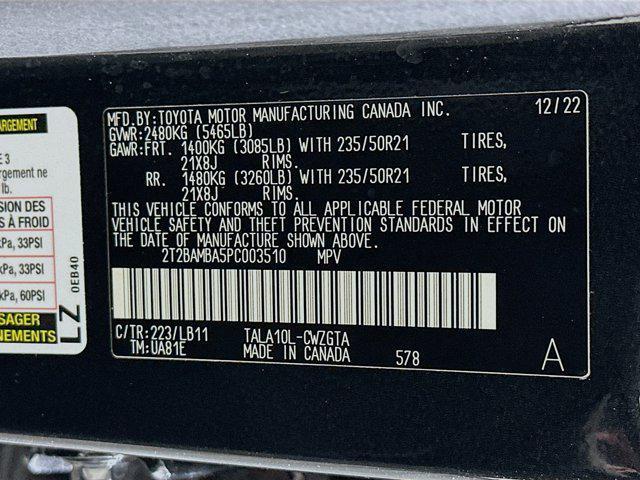 ARGEMENT
E 3
argement ne
lb.
SION DES
S À FROID
kPa, 33PSI
kPa, 33PSI
kPa, 60PSI
SAGER
NEMENTS
LZ 0EB40
MFD.BY:TOYOTA MOTOR MANUFACTURING CANADA INC. 12/22
GVWR:2480KG (5465LB)
GAWR:FRT. 1400KG (3085LB) WITH 235/50R21 TIRES,
21X8J RIMS.
RR. 1480KG (3260LB) WITH 235/50R21 TIRES,
21X8J RIMS.
THIS VEHICLE CONFORMS TO ALL APPLICABLE FEDERAL MOTOR
VEHICLE SAFETY AND THEFT PREVENTION STANDARDS IN EFFECT ON
THE DATE OF MANUFACTURE SHOWN ABOVE.
2T2BAMBA5PC003510 MPV
C/TR:223/LB11 TALA10L-CWZGTA
TM:UA81E MADE IN CANADA 578 A